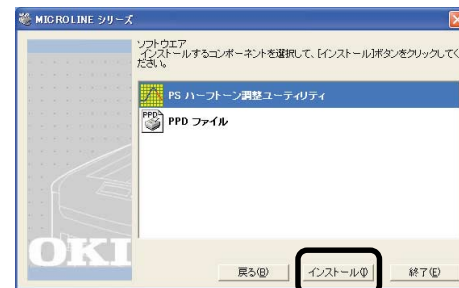 MICROLINE シリーズ
ソフトウエア
インストールするコンポーネントを選択して、[インストール]ボタンをクリックしてく
ださい。
PS ハーフトーン調整ユーティリティ
PPD
PPD ファイル
OKI
戻る(B)
インストール(I)
終了(E)